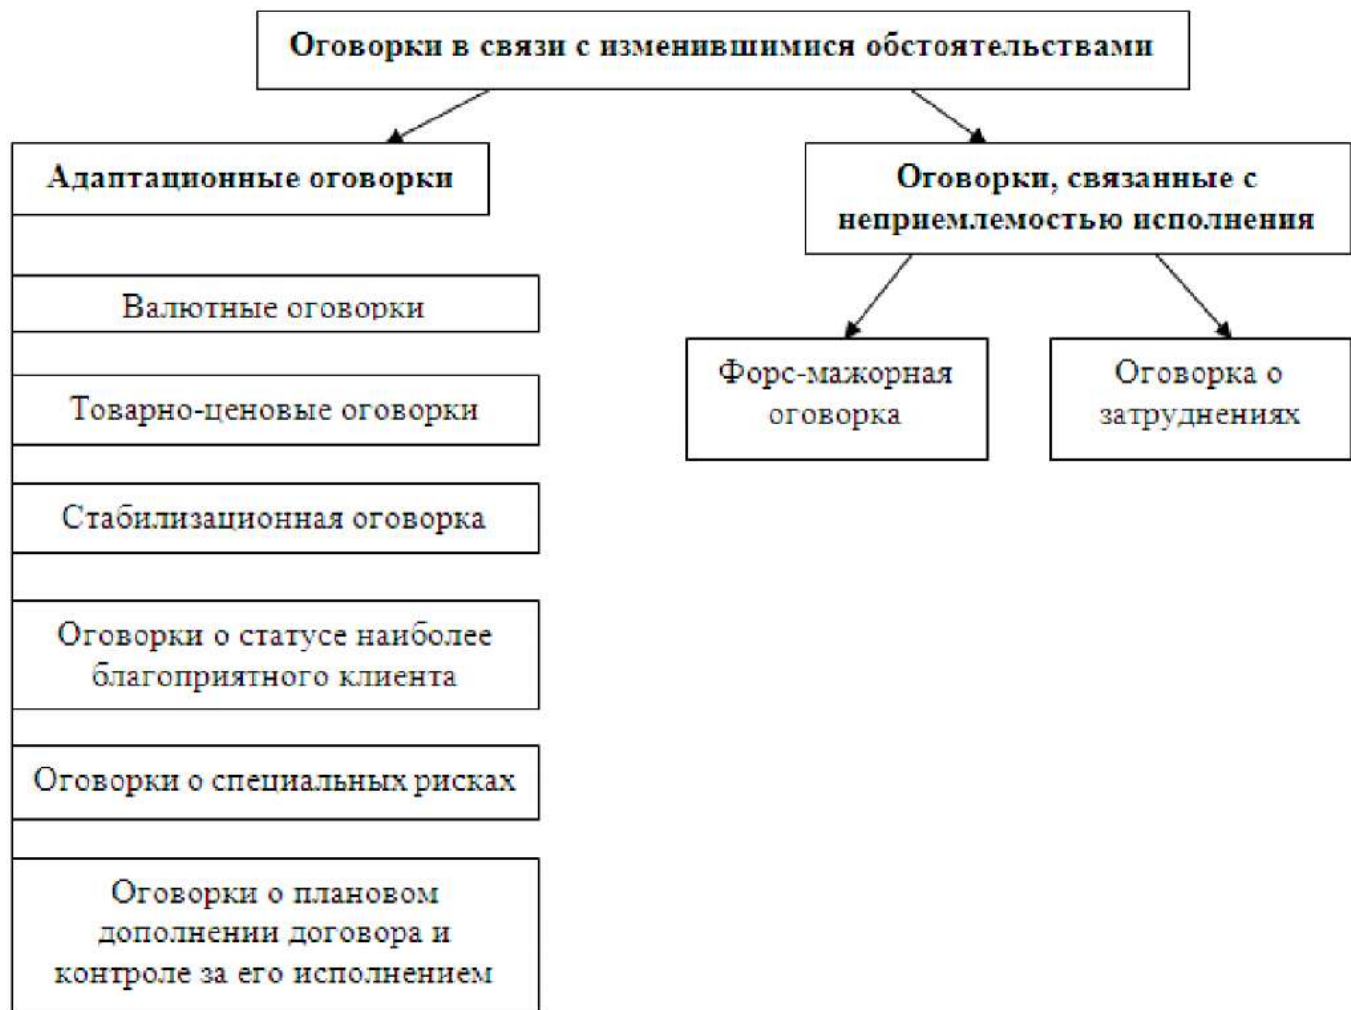 Оговорки в связи с изменившимися обстоятельствами
Адаптационные оговорки
Оговорки, связанные с
неприемлемостью исполнения
Валютные оговорки
Товарно-ценовые оговорки
Стабилизационная оговорка
Оговорки о статусе наиболее
благоприятного клиента
Оговорки о специальных рисках
Оговорки о плановом
дополнении договора и
контроле за его исполнением
Форс-мажорная
оговорка
Оговорка о
затруднениях